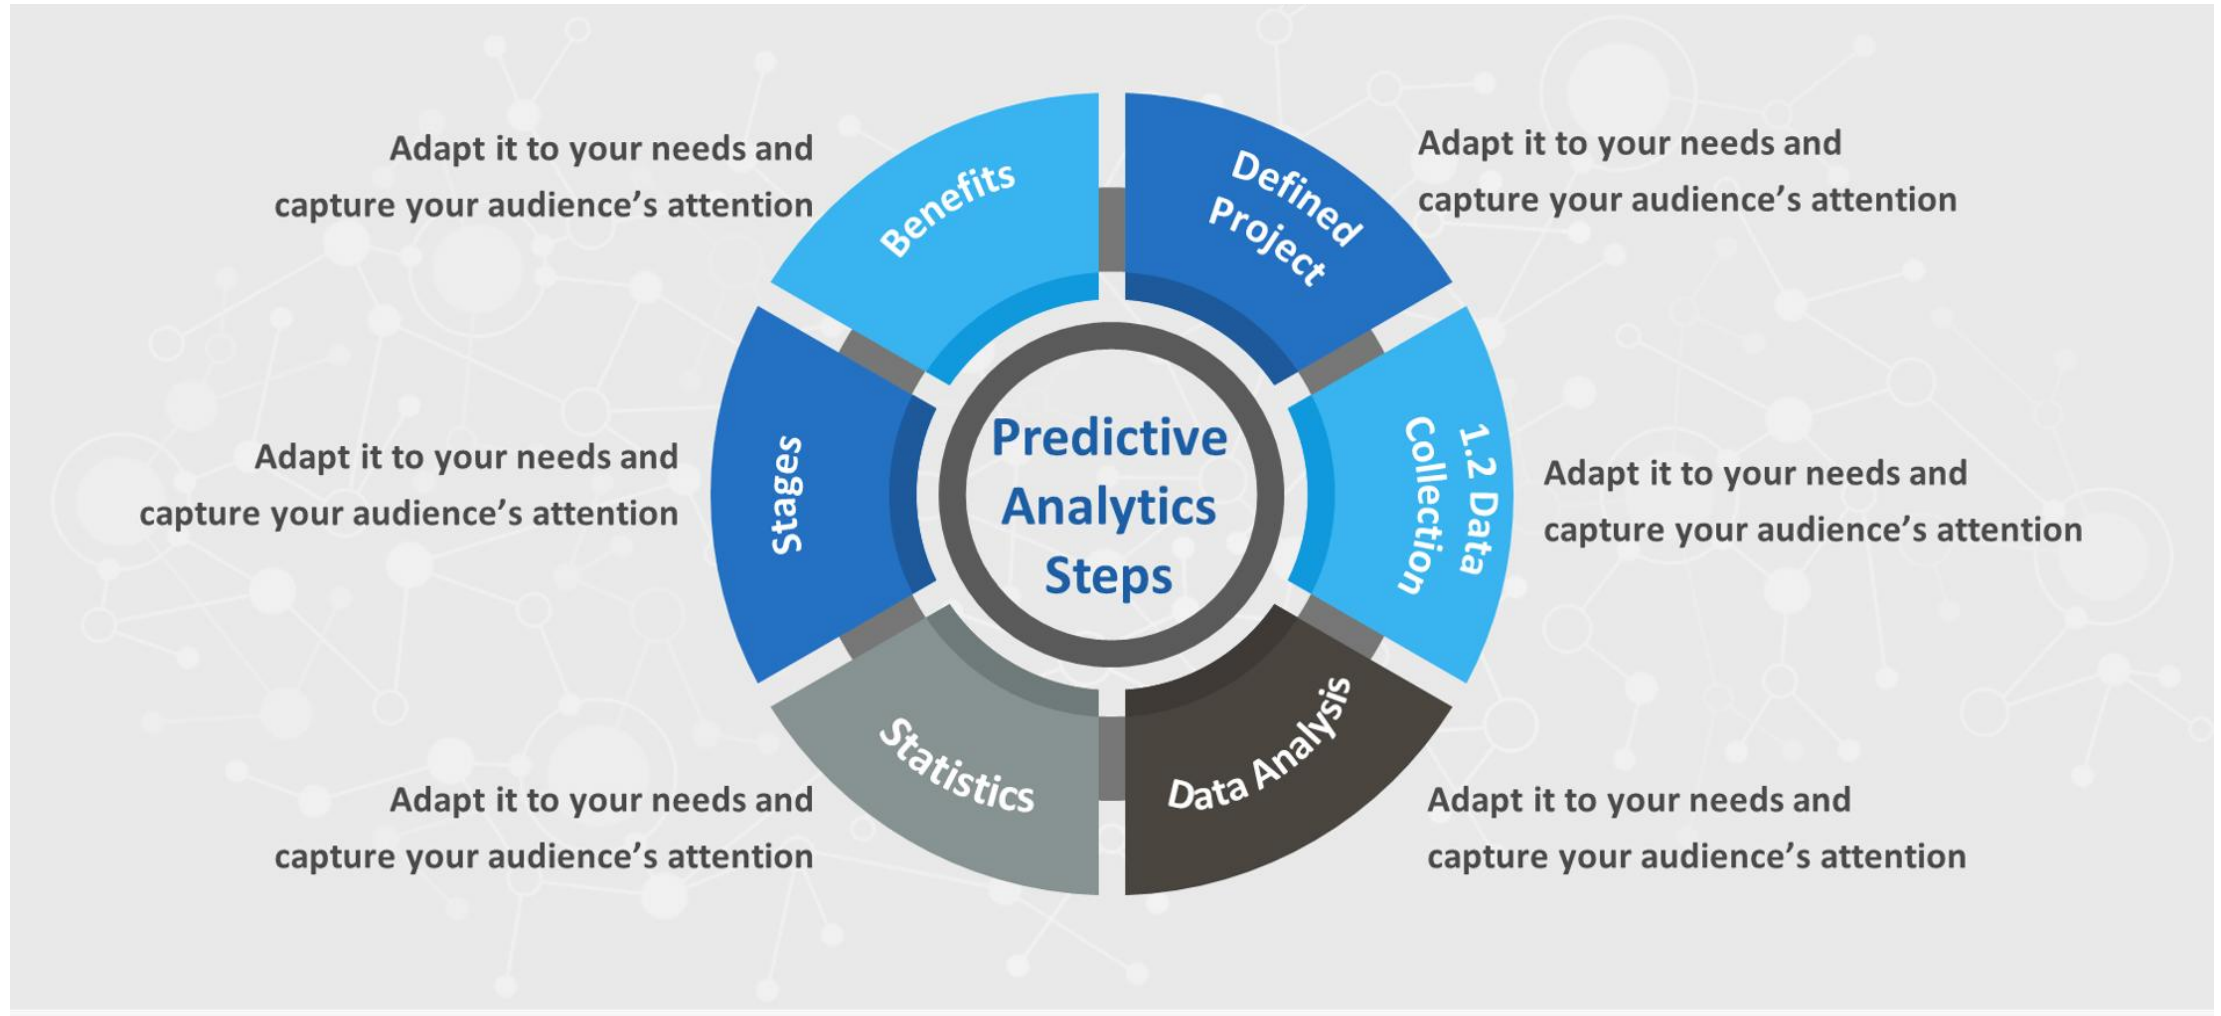 Adapt it to your needs and
capture your audience’s attention
Benefits
Defined
Project
Adapt it to your needs and
capture your audience’s attention
Adapt it to your needs and
capture your audience’s attention
Stages
Predictive
Analytics
Steps
1.2 Data
Collection
Adapt it to your needs and
capture your audience’s attention
Adapt it to your needs and
capture your audience’s attention
Statistics
Data Analysis
Adapt it to your needs and
capture your audience’s attention